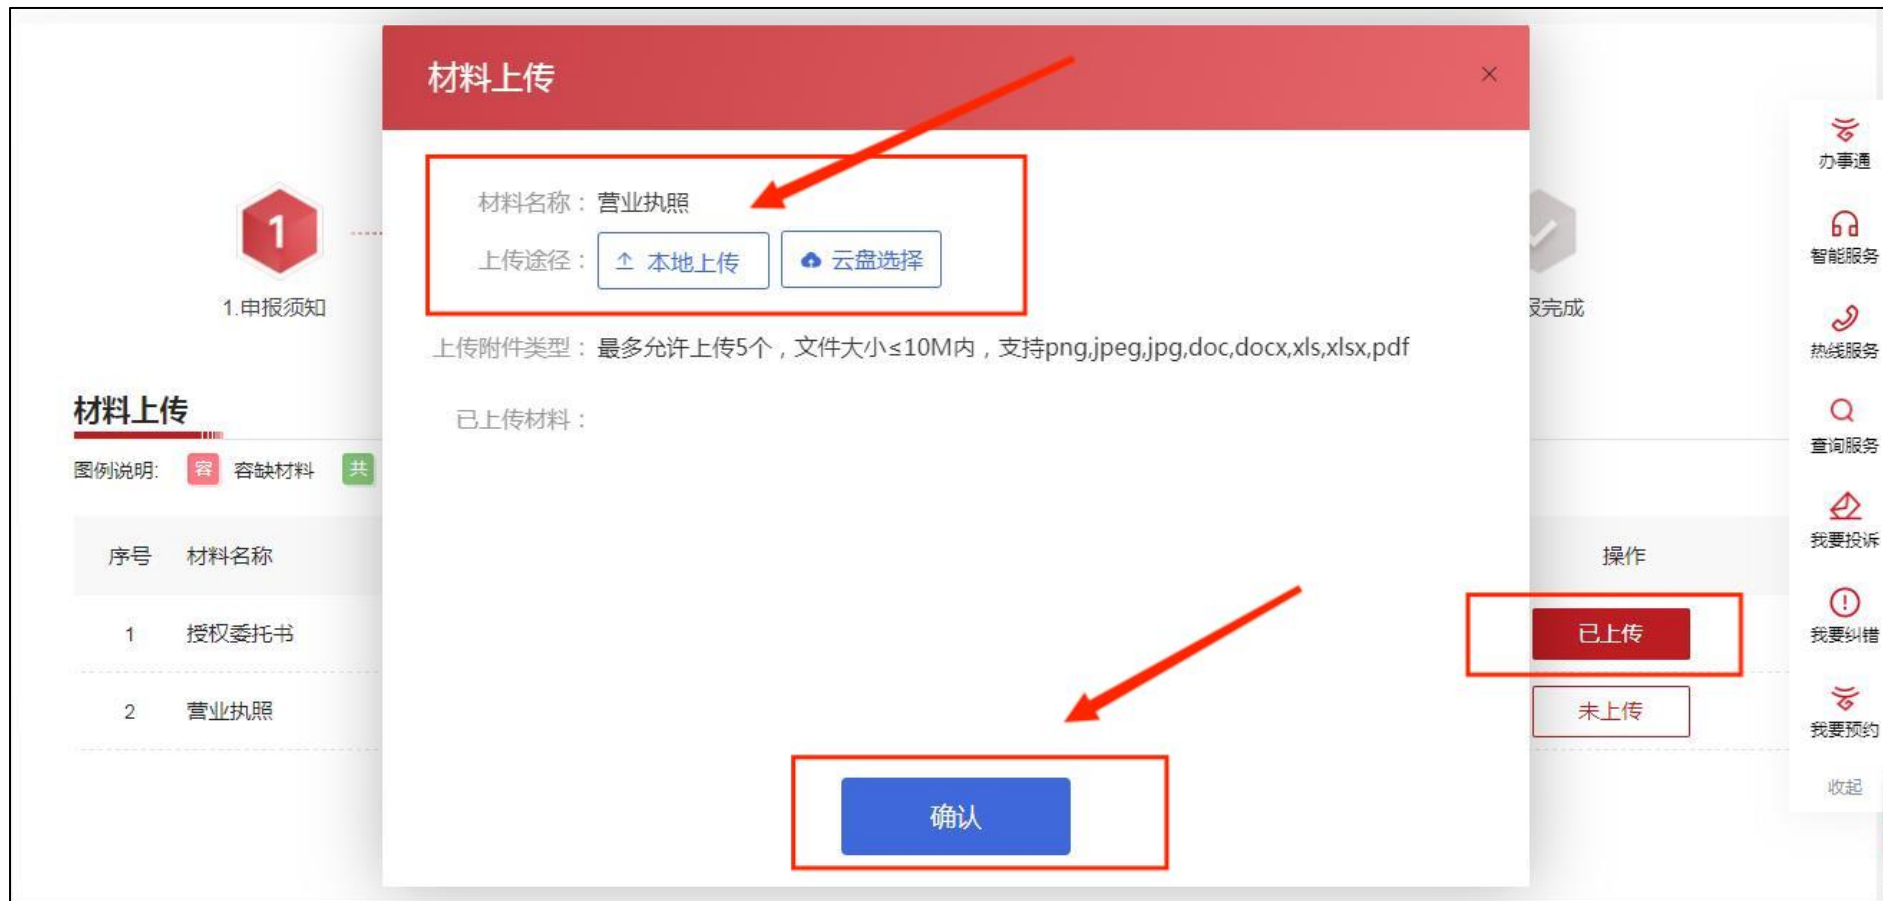 材料上传
材料名称：营业执照
上传途径：
本地上传
云盘选择
上传附件类型：最多允许上传5个，文件大小≤10M内，支持png,jpeg,jpg,doc,docx,xls,xlsx,pdf
已上传材料：
确认
1
1.申报须知
完成
材料上传
图例说明:
容 容缺材料 共
序号 材料名称 操作
1 授权委托书 已上传
2 营业执照 未上传
办事通
智能服务
热线服务
查询服务
我要投诉
我要纠错
我要预约
收起